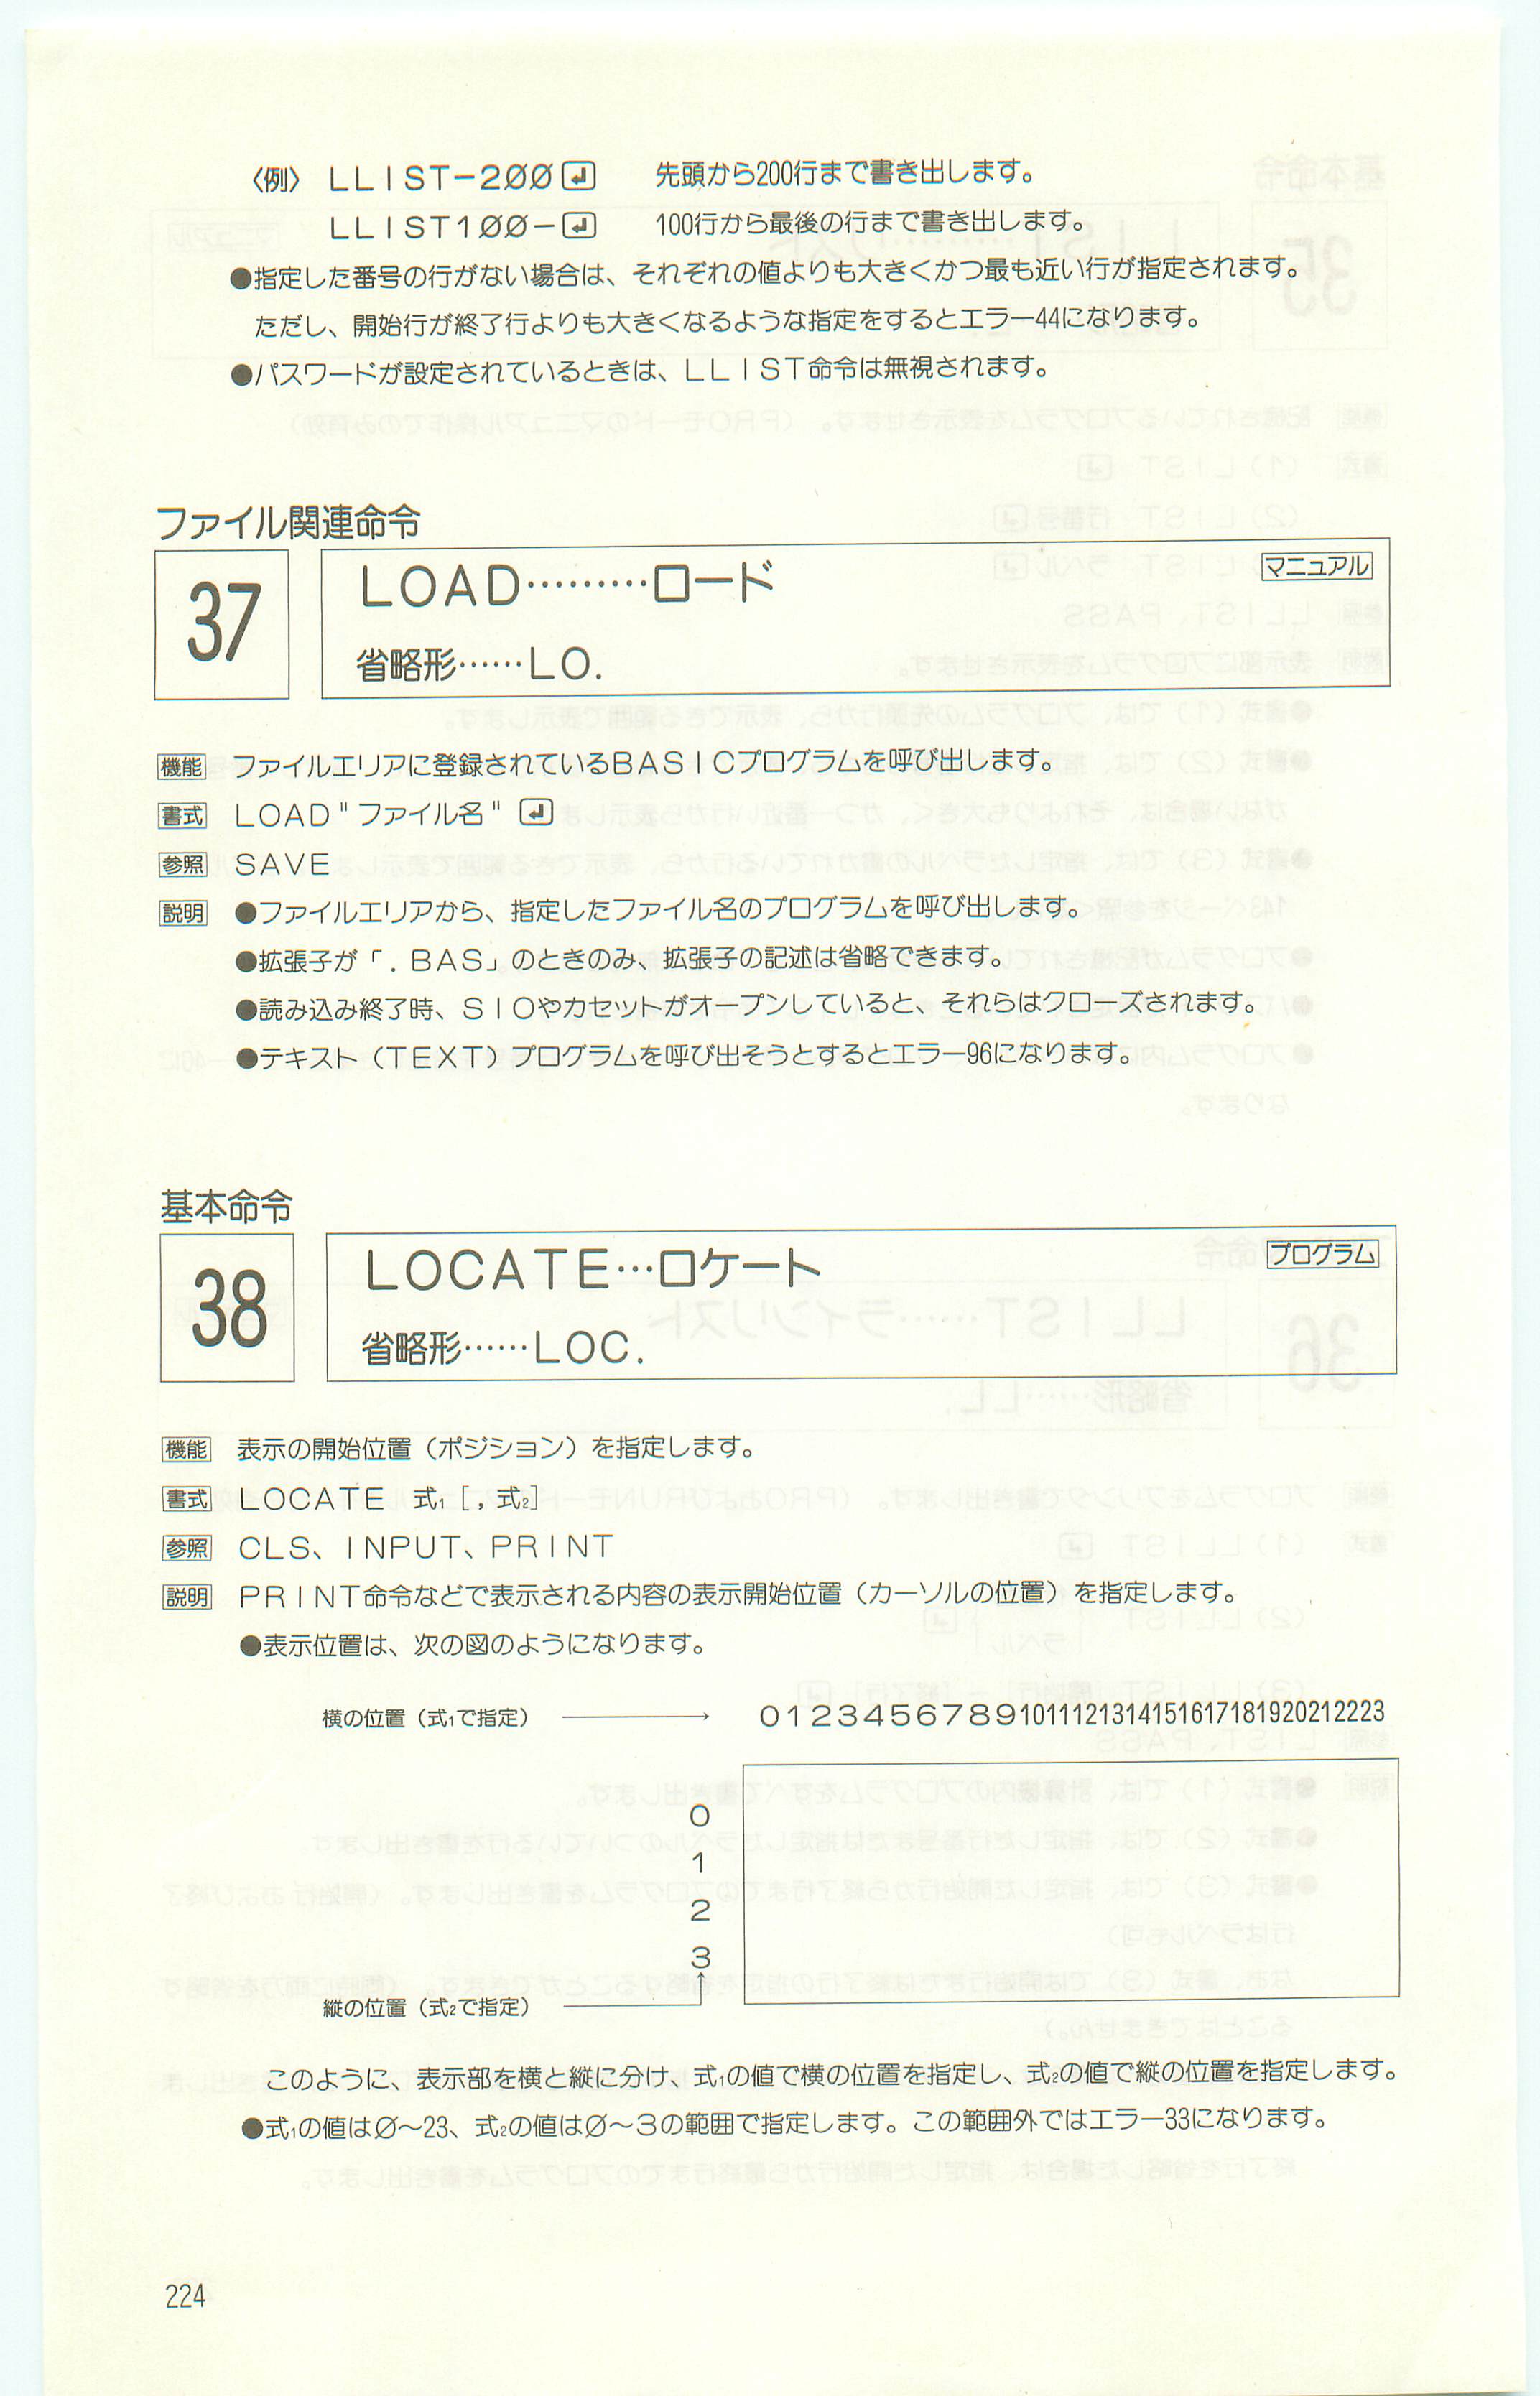 〈例〉 LLIST−200↵ 先頭から200行まで書き出します。
LLIST100−↵ 100行から最後の行まで書き出します。
●指定した番号の行がない場合は、それぞれの値よりも大きくかつ最も近い行が指定されます。
ただし、開始行が終了行よりも大きくなるような指定をするとエラー44になります。
●パスワードが設定されているときは、LLIST命令は無視されます。
ファイル関連命令
37
LOAD………ロード
マニュアル
省略形……LO.
機能 ファイルエリアに登録されているBASICプログラムを呼び出します。
書式 LOAD"ファイル名" ↵
参照 SAVE
説明 ●ファイルエリアから、指定したファイル名のプログラムを呼び出します。
●拡張子が「．BAS」のときのみ、拡張子の記述は省略できます。
●読み込み終了時、SIOやカセットがオープンしていると、それらはクローズされます。
●テキスト（TEXT）プログラムを呼び出そうとするとエラー96になります。
基本命令
38
LOCATE…ロケート
プログラム
省略形……LOC.
機能 表示の開始位置（ポジション）を指定します。
書式 LOCATE 式1［，式2］
参照 CLS、INPUT、PRINT
説明 PRINT命令などで表示される内容の表示開始位置（カーソルの位置）を指定します。
●表示位置は、次の図のようになります。
横の位置（式1で指定） → 0 1 2 3 4 5 6 7 8 9 10 11 12 13 14 15 16 17 18 19 20 21 22 23
0
1
2
3
縦の位置（式2で指定）
このように、表示部を横と縦に分け、式1の値で横の位置を指定し、式2の値で縦の位置を指定します。
●式1の値は0〜23、式2の値は0〜3の範囲で指定します。この範囲外ではエラー33になります。
224